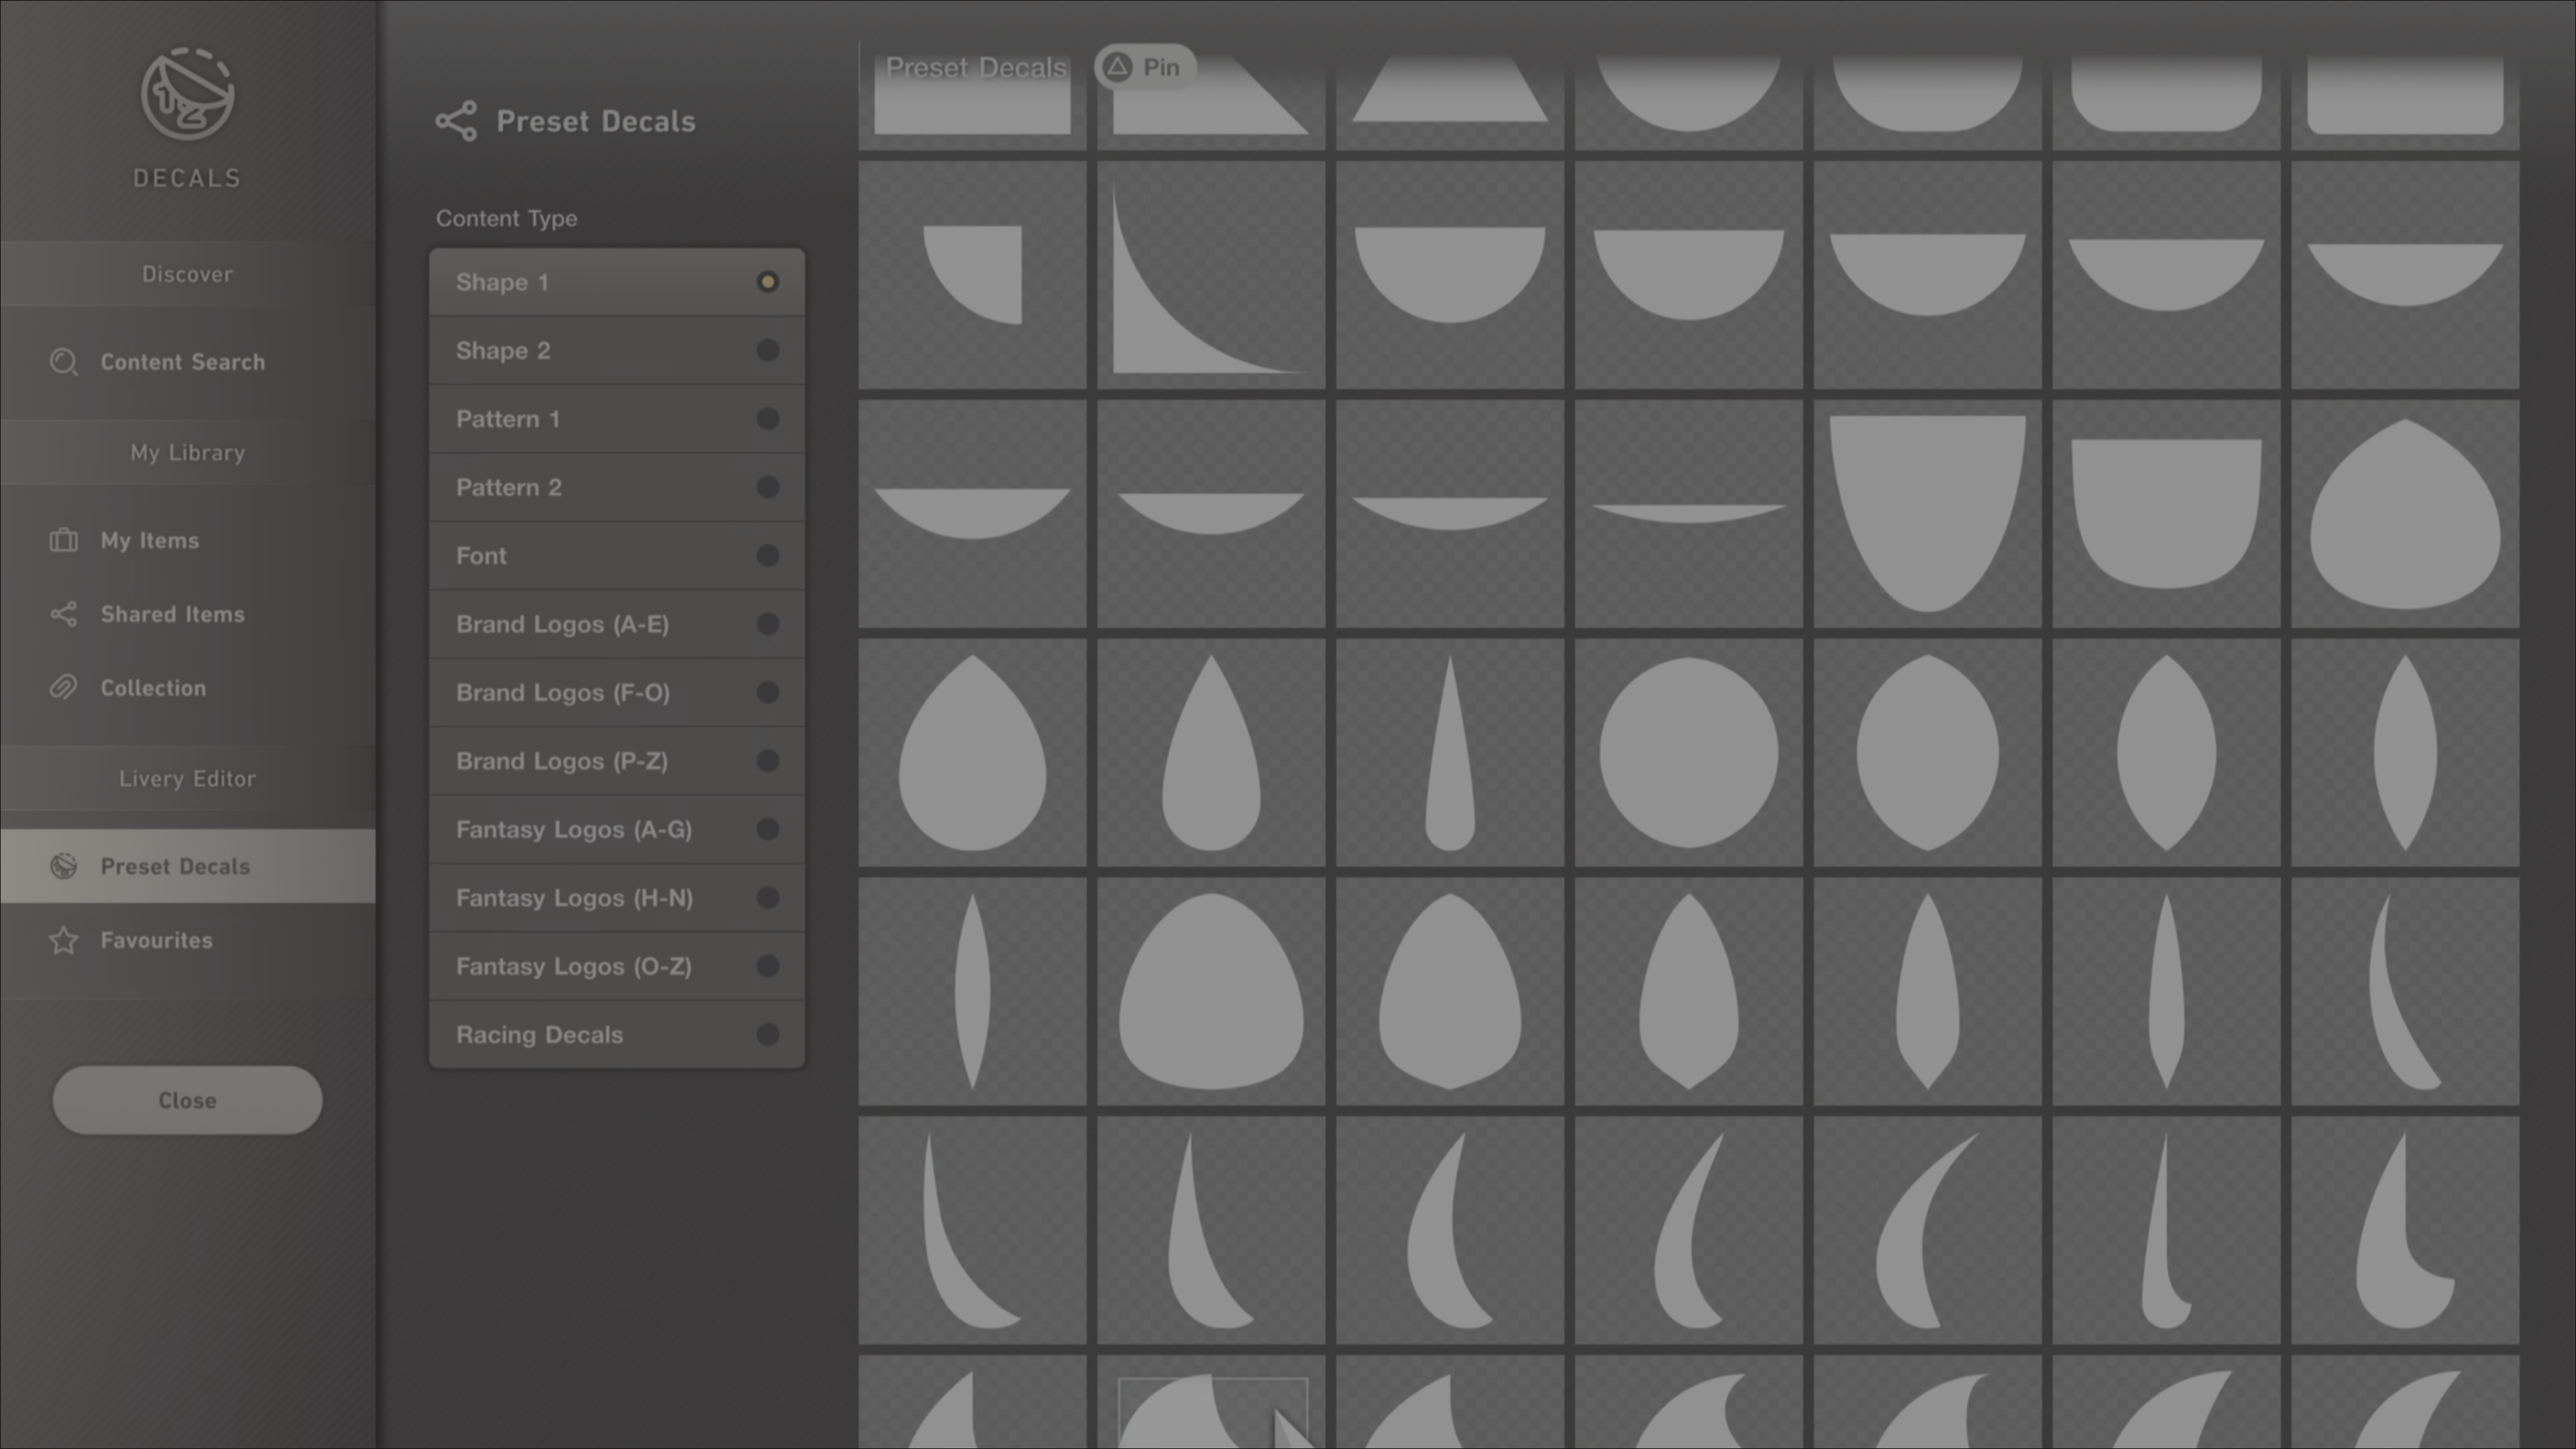 DECALS
Discover
Content Search
My Library
My Items
Shared Items
Collection
Livery Editor
Preset Decals
Favourites
Close
Preset Decals
Content Type
Shape 1
Shape 2
Pattern 1
Pattern 2
Font
Brand Logos (A-E)
Brand Logos (F-O)
Brand Logos (P-Z)
Fantasy Logos (A-G)
Fantasy Logos (H-N)
Fantasy Logos (O-Z)
Racing Decals
Preset Decals
Pin